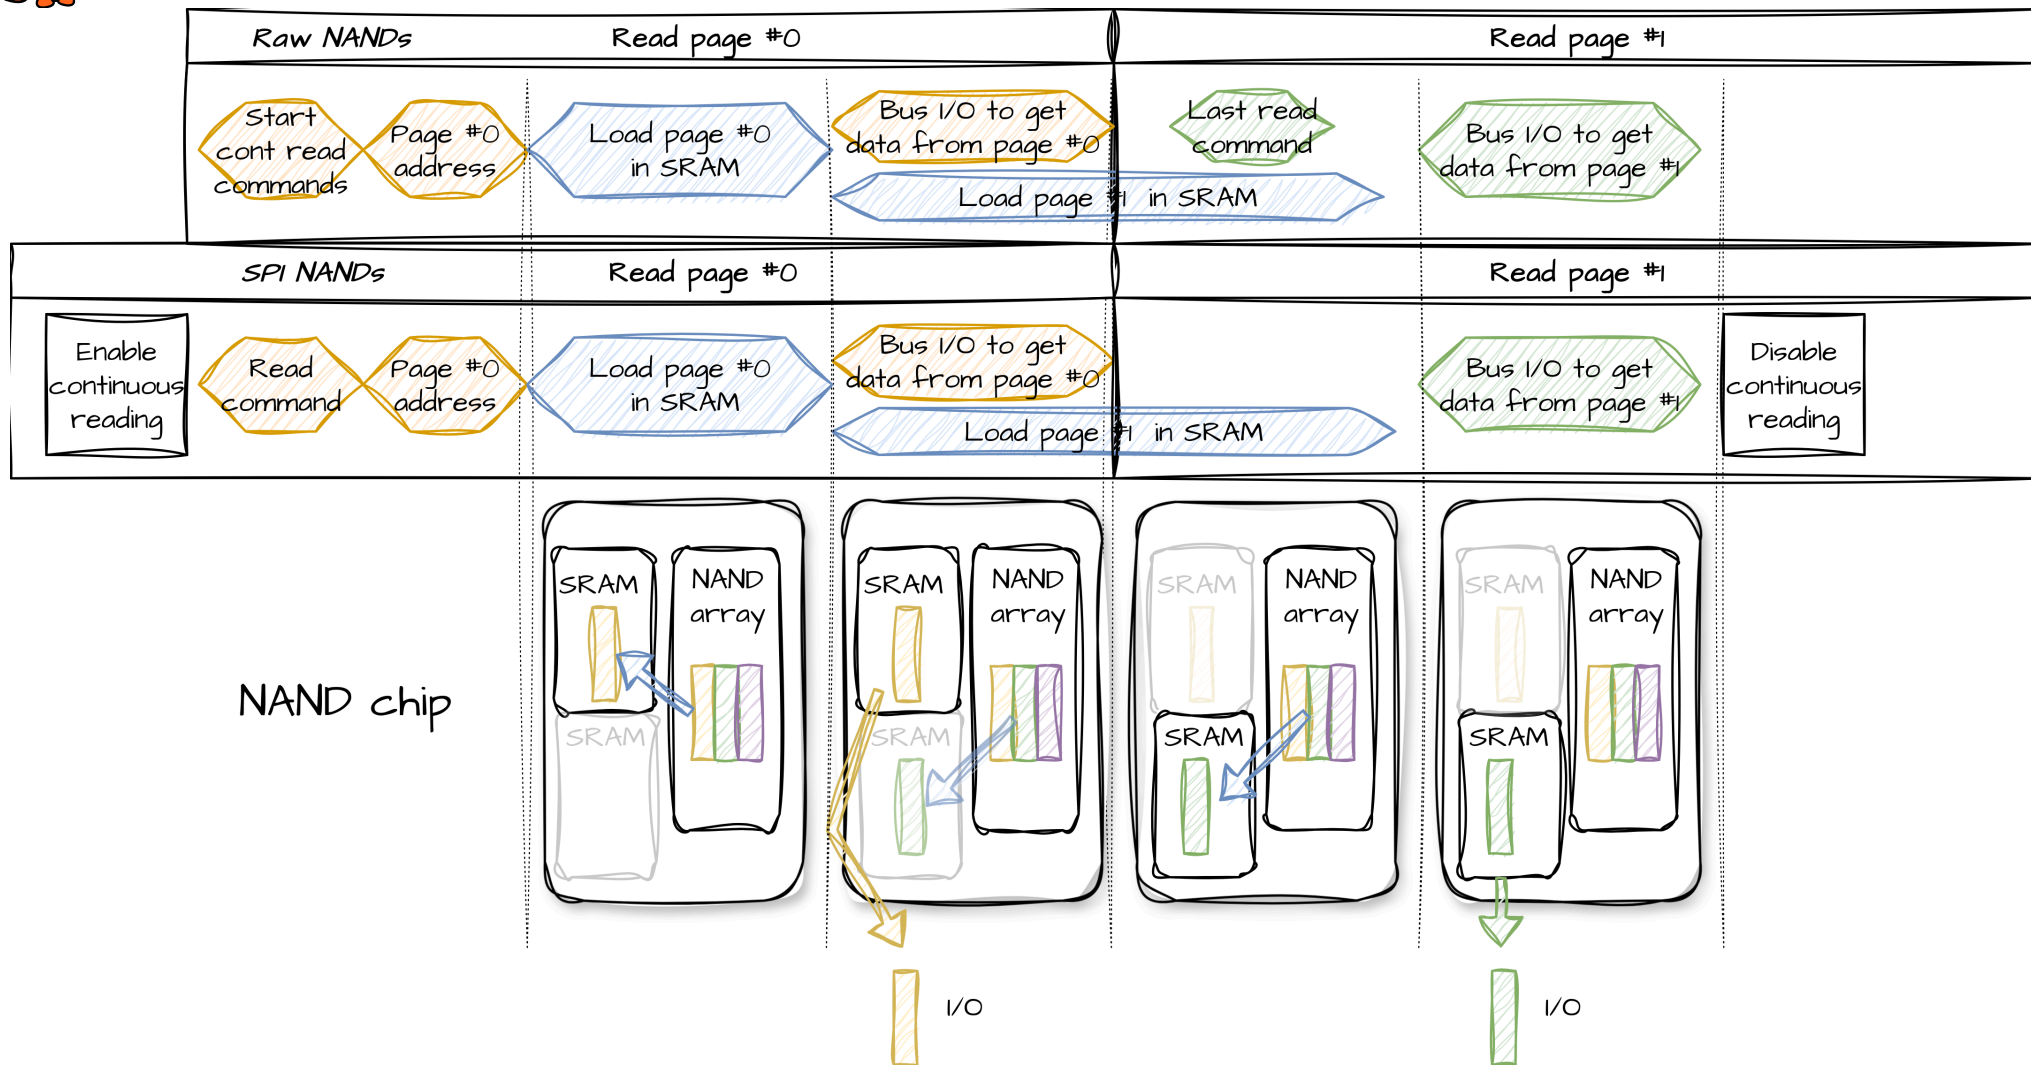 Raw NANDs
Read page #0
Read page #1
Start
cont read
commands
Page #0
address
Load page #0
in SRAM
Bus I/O to get
data from page #0
Load page #1 in SRAM
Last read
command
Bus I/O to get
data from page #1
SPI NANDs
Read page #0
Read page #1
Enable
continuous
reading
Read
command
Page #0
address
Load page #0
in SRAM
Bus I/O to get
data from page #0
Load page #1 in SRAM
Bus I/O to get
data from page #1
Disable
continuous
reading
NAND chip
SRAM
NAND
array
SRAM
SRAM
NAND
array
SRAM
SRAM
NAND
array
SRAM
SRAM
NAND
array
SRAM
I/O
I/O